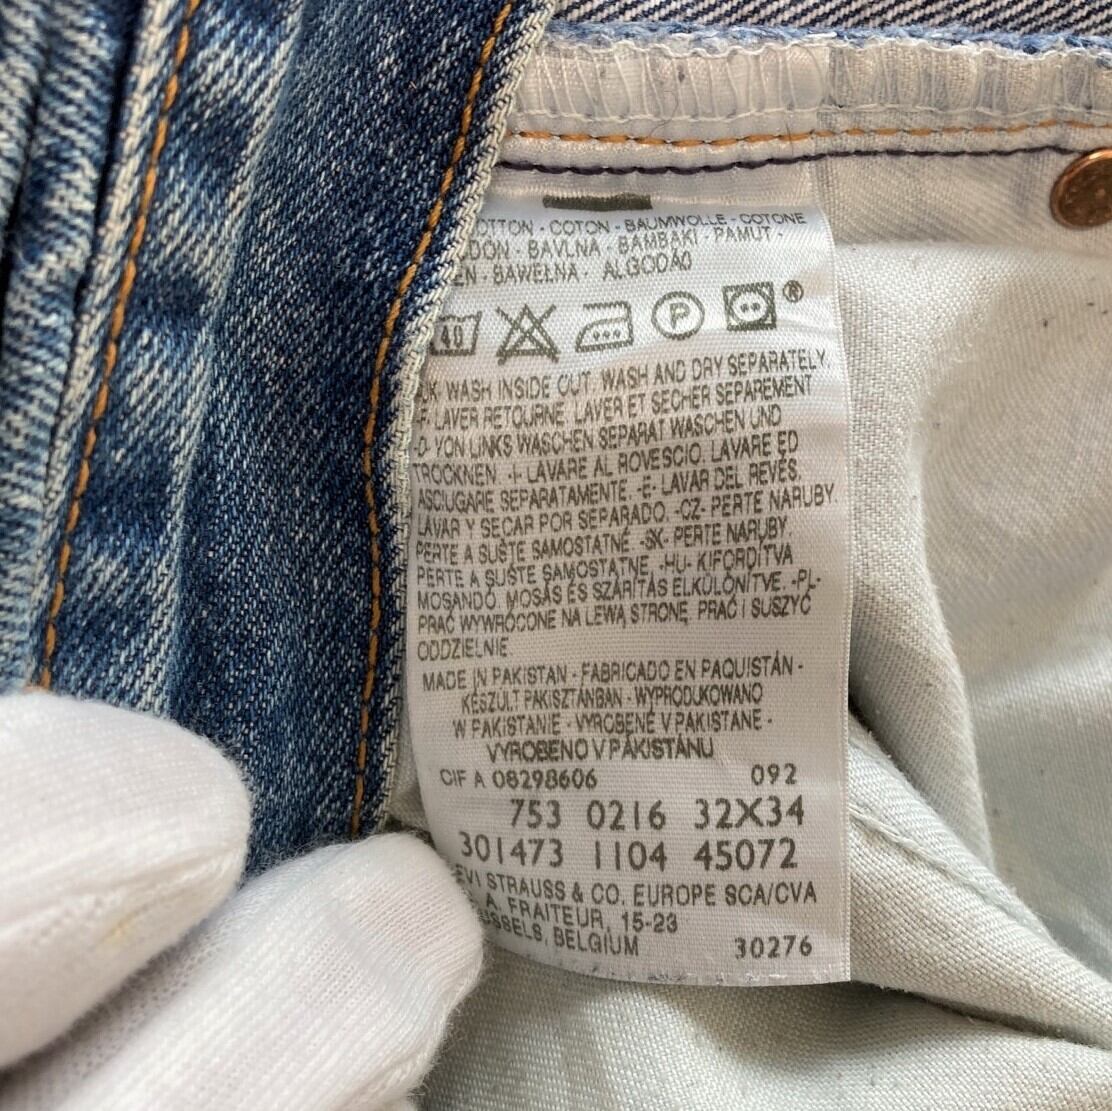 COTTON - COTON - BAUMWOLLE - COTONE
- BAVLNA - BAMBAKI - PAMUT -
- BAWEŁNA - ALGODÃO
40 P ®
WASH INSIDE OUT. WASH AND DRY SEPARATELY.
LAVER RETOURNE. LAVER ET SECHER SEPAREMENT
-D- VON LINKS WASCHEN SEPARAT WASCHEN UND
TROCKNEN. -I- LAVARE AL ROVESCIO. LAVARE ED
ASCIUGARE SEPARATAMENTE. -E- LAVAR DEL REVÉS.
LAVAR Y SECAR POR SEPARADO. -CZ- PERTE NARUBY.
PERTE A SUŠTE SAMOSTATNÉ. -SK- PERTE NARUBY.
PERTE A SUŠTE SAMOSTATNE. -HU- KIFORDÍTVA
MOSANDÓ. MOSÁS ÉS SZÁRÍTÁS ELKÜLÖNÍTVE. -PL-
PRAĆ WYWRÓCONE NA LEWĄ STRONĘ, PRAĆ I SUSZYĆ
ODDZIELNIE.
MADE IN PAKISTAN - FABRICADO EN PAQUISTÁN -
KÉSZÜLT PAKISZTÁNBAN - WYPRODUKOWANO
W PAKISTANIE - VYROBENÉ V PAKISTANE -
VYROBENO V PÁKISTÁNU
CIF A 08298606 092
753 0216 32X34
301473 1104 45072
LEVI STRAUSS & CO. EUROPE SCA/CVA
A. FRAITEUR, 15-23
BRUSSELS, BELGIUM 30276